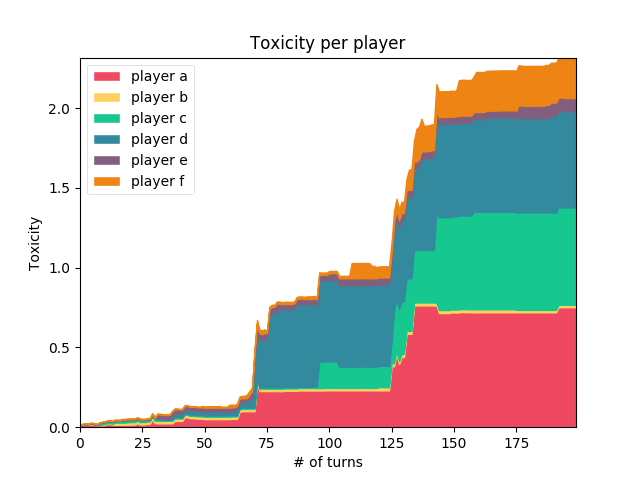 Toxicity per player
player a
player b
player c
player d
player e
player f
2.0
1.5
1.0
0.5
0.0
Toxicity
0 25 50 75 100 125 150 175
# of turns